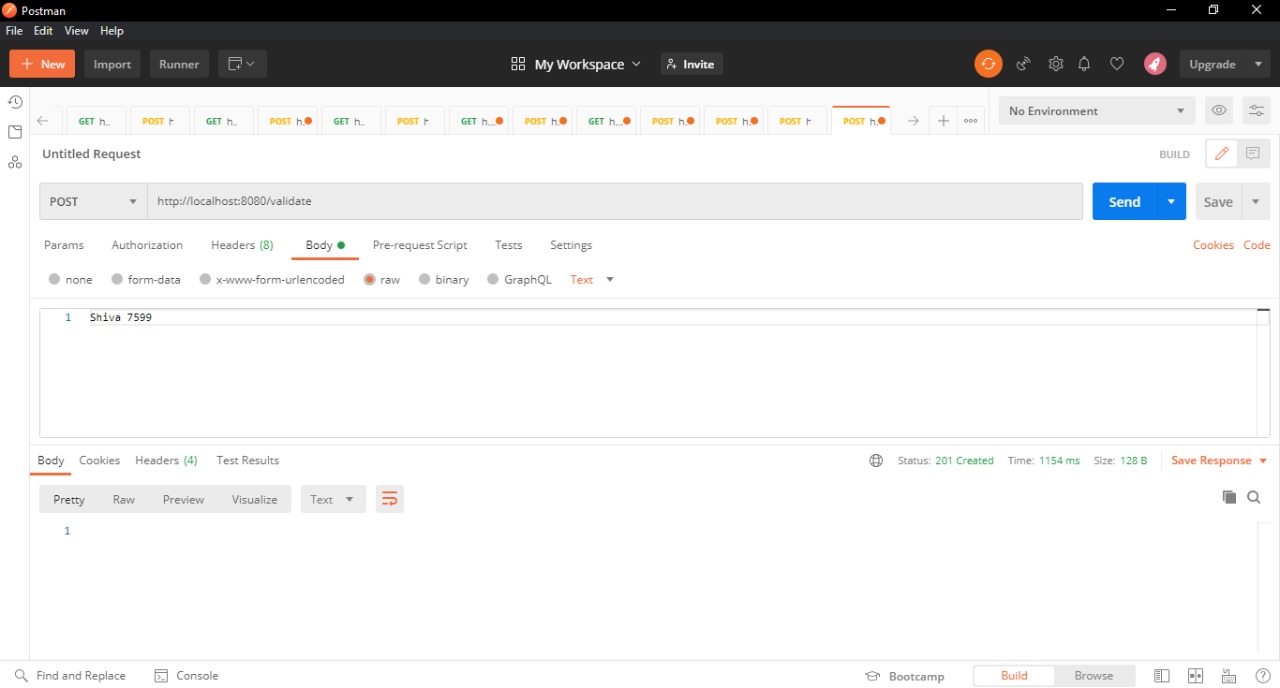 Postman
File Edit View Help
New Import Runner My Workspace Invite Upgrade
GET h.. POST h GET h.. POST h. GET h.. POST h GET h... POST h. GET h... POST h. POST h. POST h POST h. No Environment
Untitled Request BUILD
POST http://localhost:8080/validate Send Save
Params Authorization Headers (8) Body Pre-request Script Tests Settings Cookies Code
none form-data x-www-form-urlencoded raw binary GraphQL Text
1 Shiva 7599
Body Cookies Headers (4) Test Results Status: 201 Created Time: 1154 ms Size: 128 B Save Response
Pretty Raw Preview Visualize Text
1
Find and Replace Console Bootcamp Build Browse